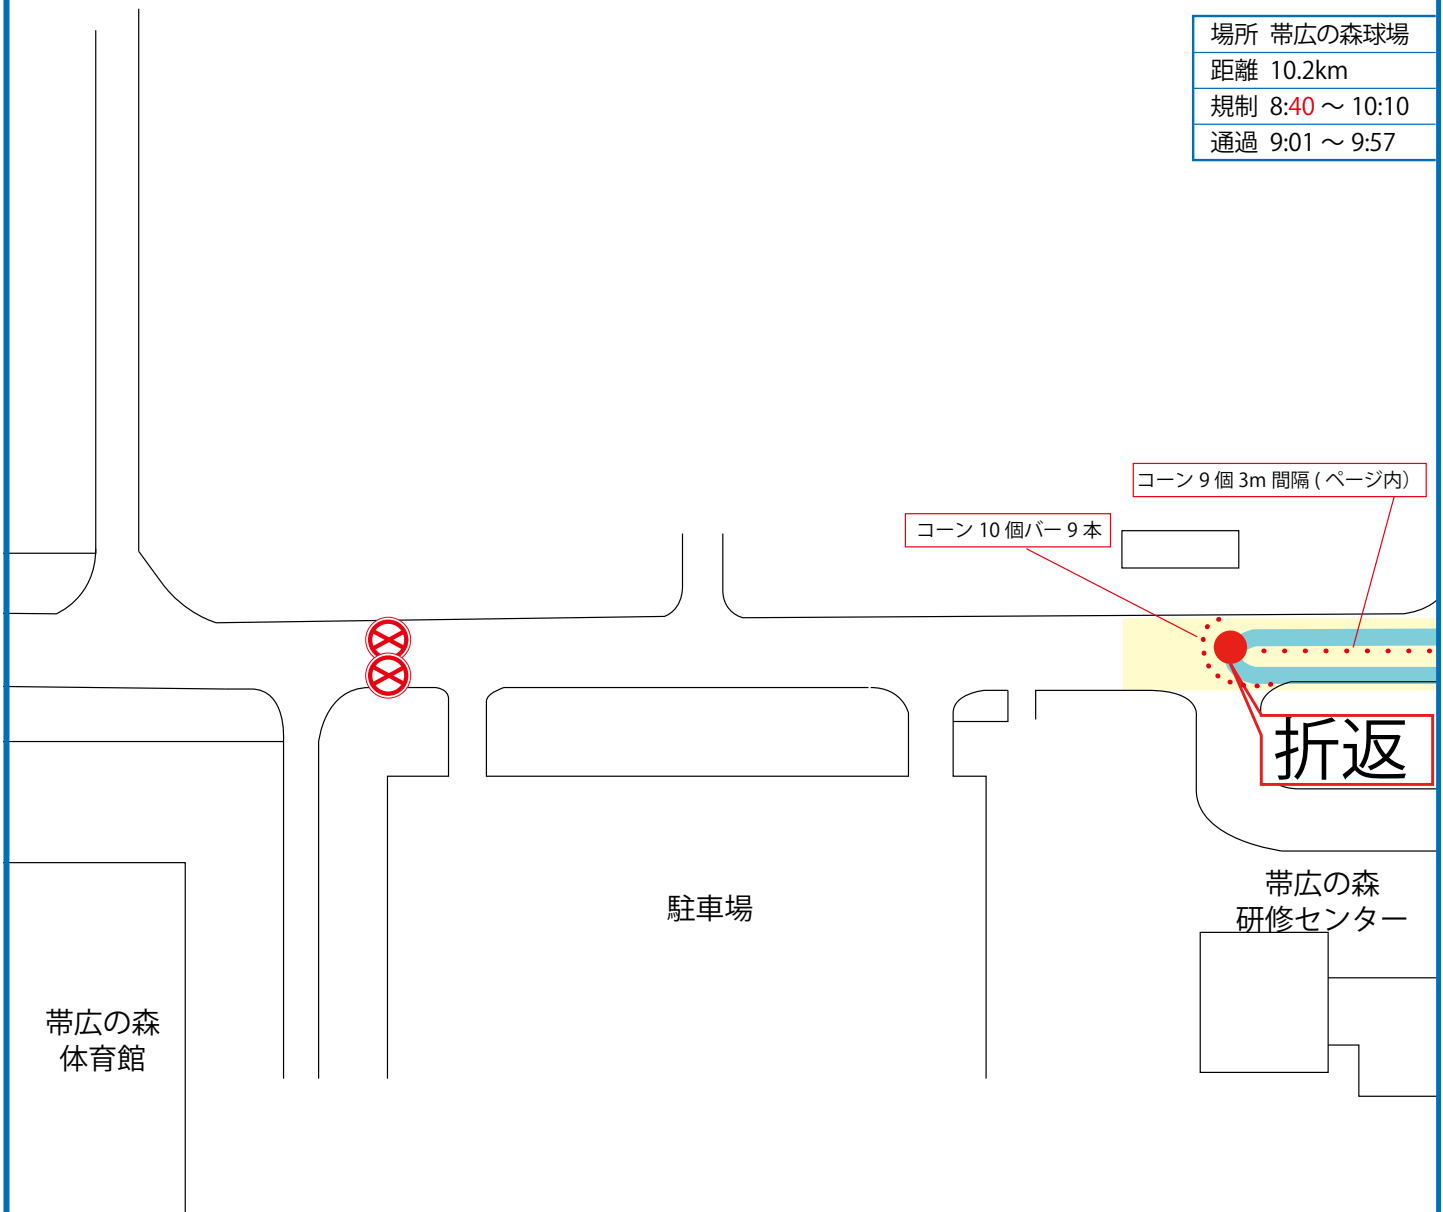 場所 帯広の森球場
距離 10.2km
規制 8:40 ～ 10:10
通過 9:01 ～ 9:57
コーン 9 個 3m 間隔 ( ページ内）
コーン 10 個バー 9 本
折返
駐車場
帯広の森
研修センター
帯広の森
体育館